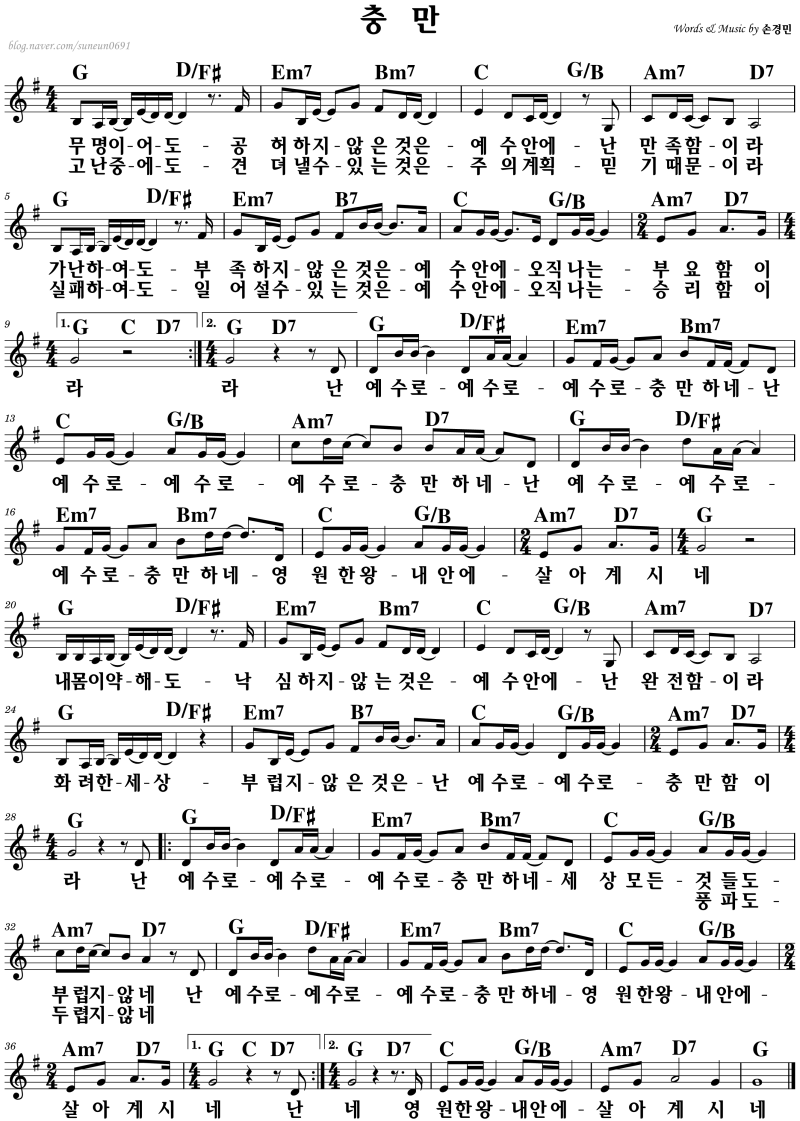 충 만
Words & Music by 손경민
blog.naver.com/suneun0691
G D/F# Em7 Bm7 C G/B Am7 D7
무 명이-어-도 - 공 허 하지-않 은 것은 - 예 수 안에 - 난 만 족함-이 라
고 난중-에-도 - 견 뎌 낼수-있 는 것은 - 주 의 계획 - 믿 기 때문-이 라
5
G D/F# Em7 B7 C G/B Am7 D7
가난하-여-도 - 부 족 하지-않 은 것은-예 수 안에-오직 나는- 부 요 함 이
실패하-여-도 - 일 어 설수-있 는 것은-예 수 안에-오직 나는- 승 리 함 이
9 1. G C D7 2. G D7 G D/F# Em7 Bm7
라 라 난 예 수로-예 수로- 예 수로-충 만 하네-난
13
C G/B Am7 D7 G D/F#
예 수 로- 예 수 로- 예 수 로-충 만 하 네-난 예 수로- 예 수로-
16
Em7 Bm7 C G/B Am7 D7 G
예 수로-충 만 하네-영 원 한왕-내 안에- 살 아 계 시 네
20
G D/F# Em7 Bm7 C G/B Am7 D7
내몸이약-해-도 - 낙 심 하지-않 는 것은 - 예 수 안에 - 난 완 전함-이 라
24
G D/F# Em7 B7 C G/B Am7 D7
화 려한-세-상 - 부 럽지-않 은 것은-난 예 수로-예 수로- 충 만 함 이
28
G G D/F# Em7 Bm7 C G/B
라 난 예 수로-예 수로- 예 수로-충 만 하네-세 상 모든-것 들도-
풍 파도-
32
Am7 D7 G D/F# Em7 Bm7 C G/B
부 럽지-않 네 난 예 수로-예 수로- 예 수로-충 만 하네-영 원 한왕-내 안에-
두 렵지-않 네
36
Am7 D7 1. G C D7 2. G D7 C G/B Am7 D7 G
살 아 계 시 네 난 네 영 원한왕-내안에-살 아 계 시 네